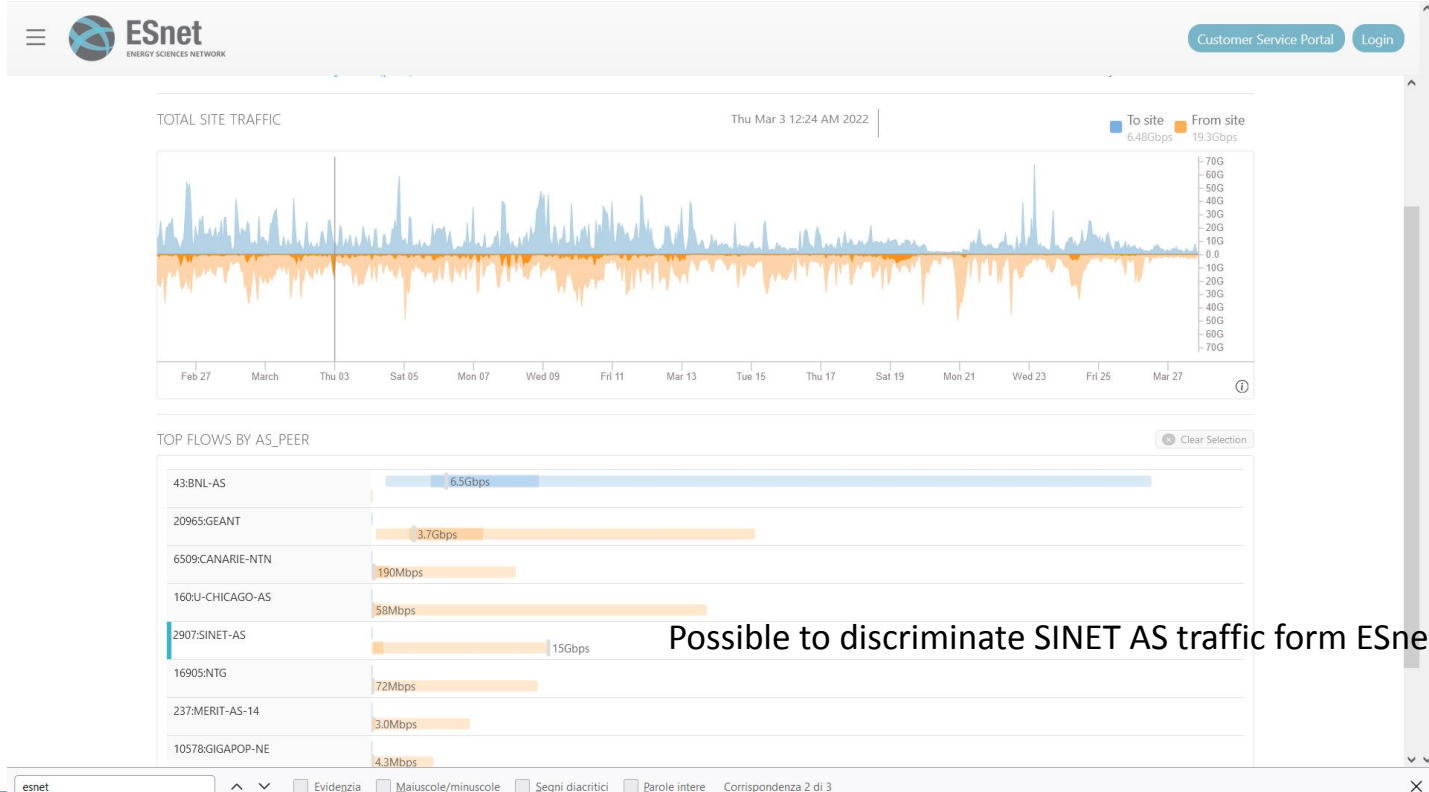 ESnet
ENERGY SCIENCES NETWORK
Customer Service Portal
Login
TOTAL SITE TRAFFIC
Thu Mar 3 12:24 AM 2022
To site
6.48Gbps
From site
19.3Gbps
70G
60G
50G
40G
30G
20G
10G
0.0
10G
20G
30G
40G
50G
60G
70G
Feb 27 March Thu 03 Sat 05 Mon 07 Wed 09 Fri 11 Mar 13 Tue 15 Thu 17 Sat 19 Mon 21 Wed 23 Fri 25 Mar 27
TOP FLOWS BY AS_PEER
Clear Selection
43:BNL-AS 6.5Gbps
20965:GEANT 3.7Gbps
6509:CANARIE-NTN 190Mbps
160:U-CHICAGO-AS 58Mbps
2907:SINET-AS 15Gbps
Possible to discriminate SINET AS traffic form ESne
16905:NTG 72Mbps
237:MERIT-AS-14 3.0Mbps
10578:GIGAPOP-NE 4.3Mbps
esnet Evidenzia Maiuscole/minuscole Segni diacritici Parole intere Corrispondenza 2 di 3